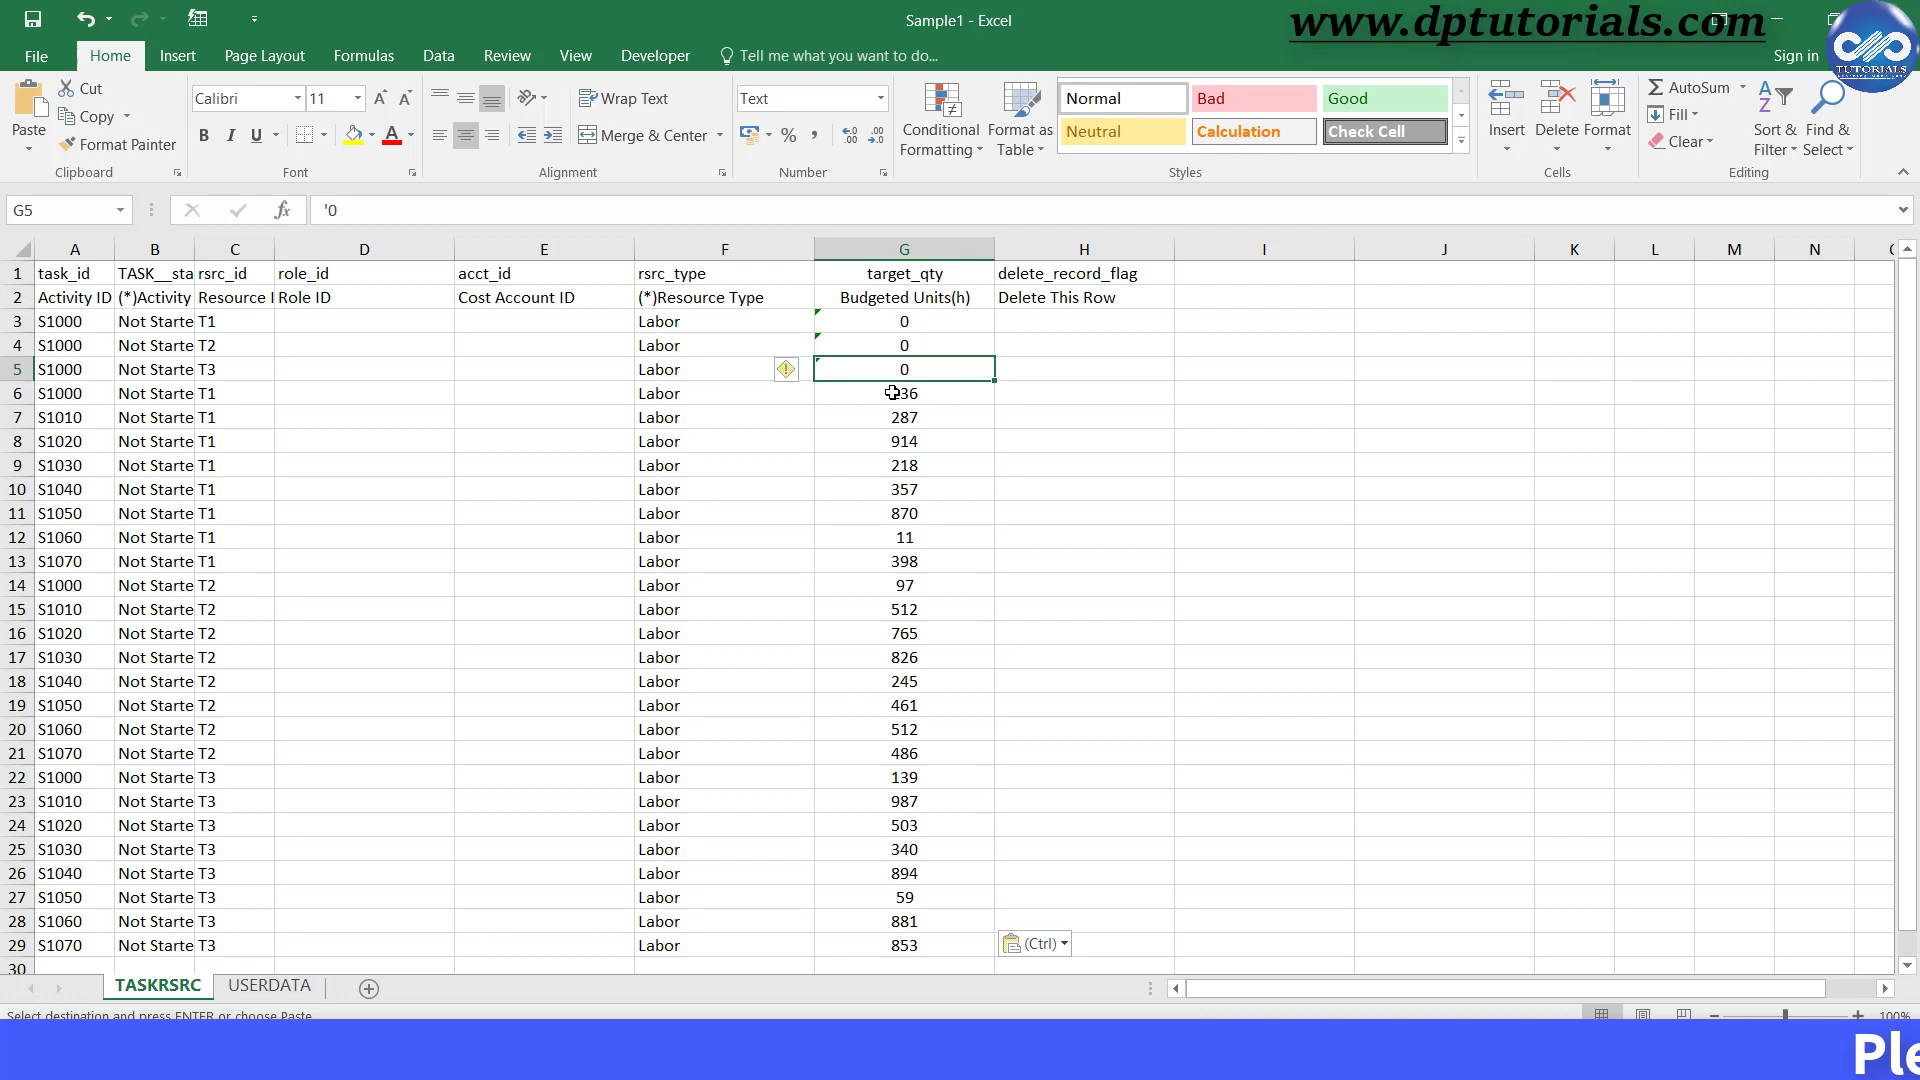 Sample1 - Excel
www.dptutorials.com
TUTORIALS
File Home Insert Page Layout Formulas Data Review View Developer Tell me what you want to do... Sign in
Paste Cut Copy Format Painter
Calibri 11 B I U A
Wrap Text Merge & Center
Text %
Conditional Formatting Format as Table
Normal Bad Good
Neutral Calculation Check Cell
Insert Delete Format
AutoSum Fill Clear
Sort & Filter Find & Select
Clipboard Font Alignment Number Styles Cells Editing
G5 fx '0
A B C D E F G H I J K L M N
1 task_id TASK__sta rsrc_id role_id acct_id rsrc_type target_qty delete_record_flag
2 Activity ID (*)Activity Resource I Role ID Cost Account ID (*)Resource Type Budgeted Units(h) Delete This Row
3 S1000 Not Starte T1 Labor 0
4 S1000 Not Starte T2 Labor 0
5 S1000 Not Starte T3 Labor 0
6 S1000 Not Starte T1 Labor 36
7 S1010 Not Starte T1 Labor 287
8 S1020 Not Starte T1 Labor 914
9 S1030 Not Starte T1 Labor 218
10 S1040 Not Starte T1 Labor 357
11 S1050 Not Starte T1 Labor 870
12 S1060 Not Starte T1 Labor 11
13 S1070 Not Starte T1 Labor 398
14 S1000 Not Starte T2 Labor 97
15 S1010 Not Starte T2 Labor 512
16 S1020 Not Starte T2 Labor 765
17 S1030 Not Starte T2 Labor 826
18 S1040 Not Starte T2 Labor 245
19 S1050 Not Starte T2 Labor 461
20 S1060 Not Starte T2 Labor 512
21 S1070 Not Starte T2 Labor 486
22 S1000 Not Starte T3 Labor 139
23 S1010 Not Starte T3 Labor 987
24 S1020 Not Starte T3 Labor 503
25 S1030 Not Starte T3 Labor 340
26 S1040 Not Starte T3 Labor 894
27 S1050 Not Starte T3 Labor 59
28 S1060 Not Starte T3 Labor 881
29 S1070 Not Starte T3 Labor 853
(Ctrl)
30
TASKRSRC USERDATA
Select destination and press ENTER or choose Paste 100%
Ple